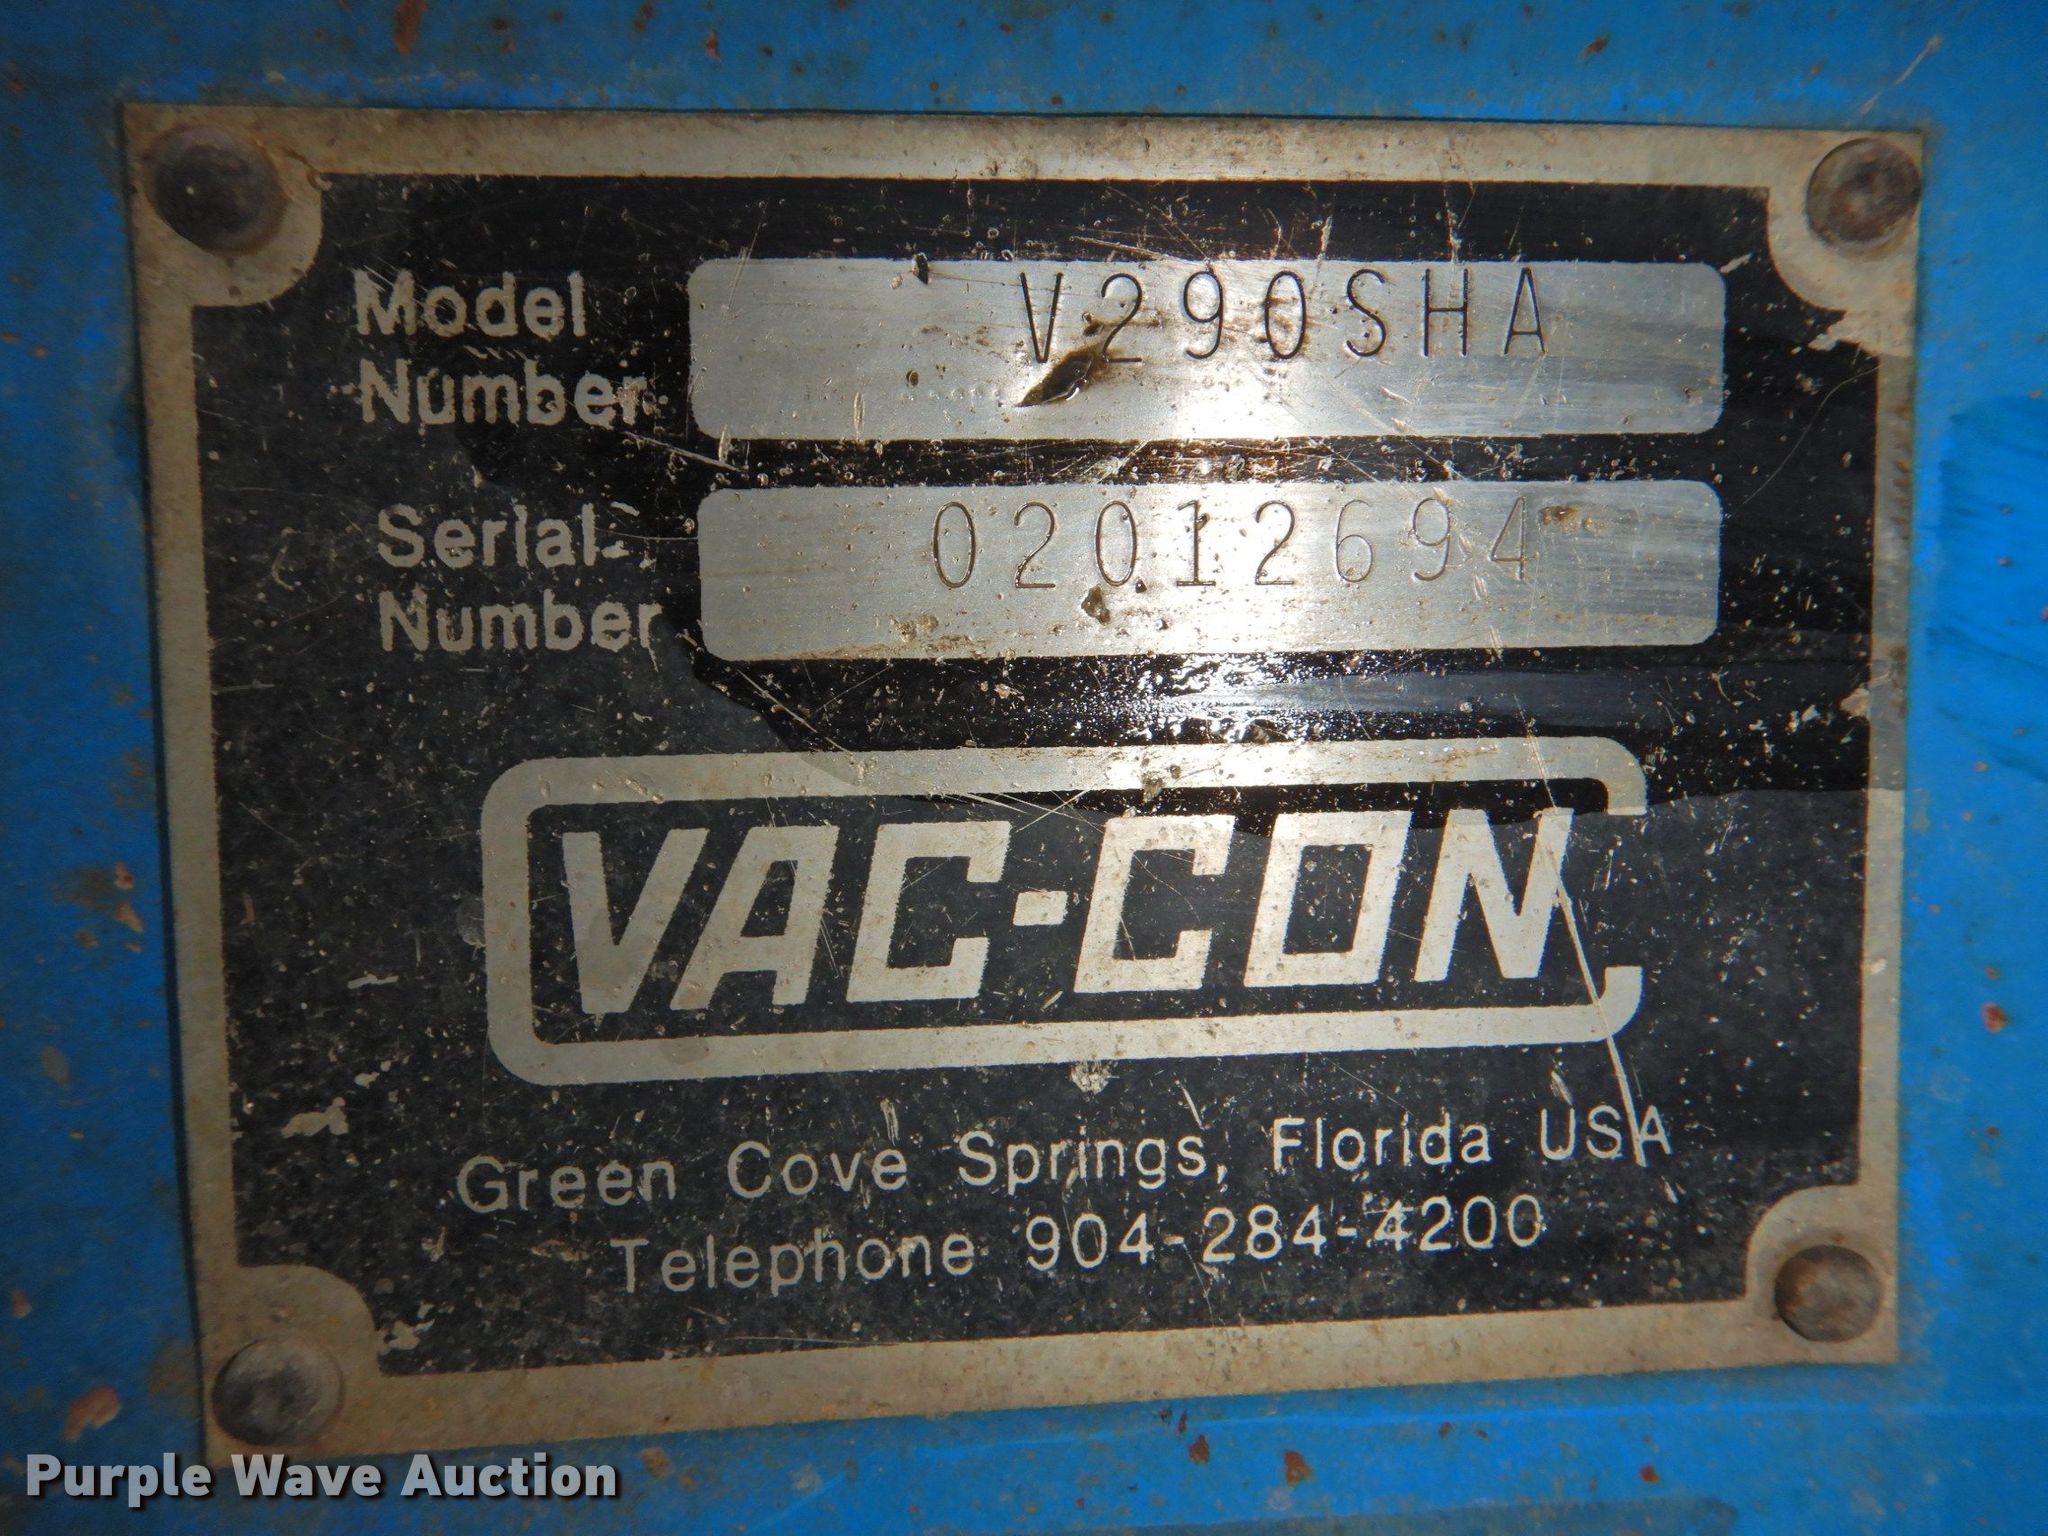 Model Number V290SHA
Serial Number 02012694
VAC-CON
Green Cove Springs, Florida USA
Telephone 904-284-4200
Purple Wave Auction